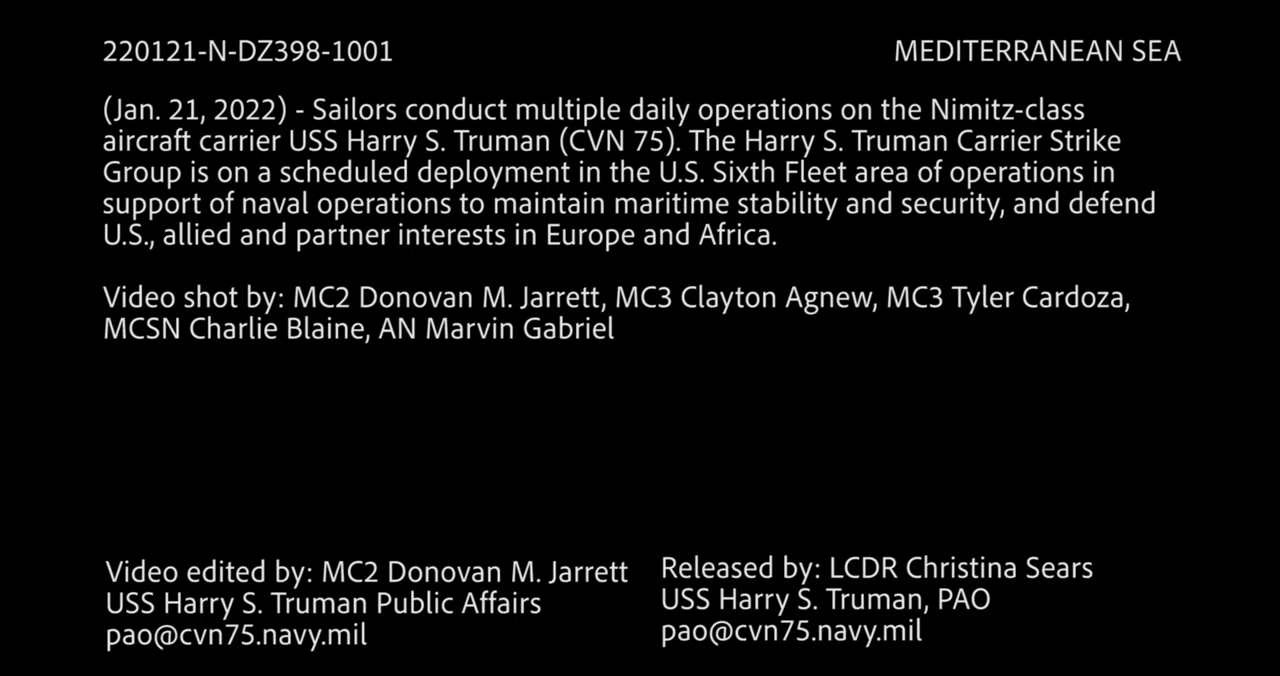 220121-N-DZ398-1001
MEDITERRANEAN SEA
(Jan. 21, 2022) - Sailors conduct multiple daily operations on the Nimitz-class
aircraft carrier USS Harry S. Truman (CVN 75). The Harry S. Truman Carrier Strike
Group is on a scheduled deployment in the U.S. Sixth Fleet area of operations in
support of naval operations to maintain maritime stability and security, and defend
U.S., allied and partner interests in Europe and Africa.
Video shot by: MC2 Donovan M. Jarrett, MC3 Clayton Agnew, MC3 Tyler Cardoza,
MCSN Charlie Blaine, AN Marvin Gabriel
Video edited by: MC2 Donovan M. Jarrett
USS Harry S. Truman Public Affairs
pao@cvn75.navy.mil
Released by: LCDR Christina Sears
USS Harry S. Truman, PAO
pao@cvn75.navy.mil